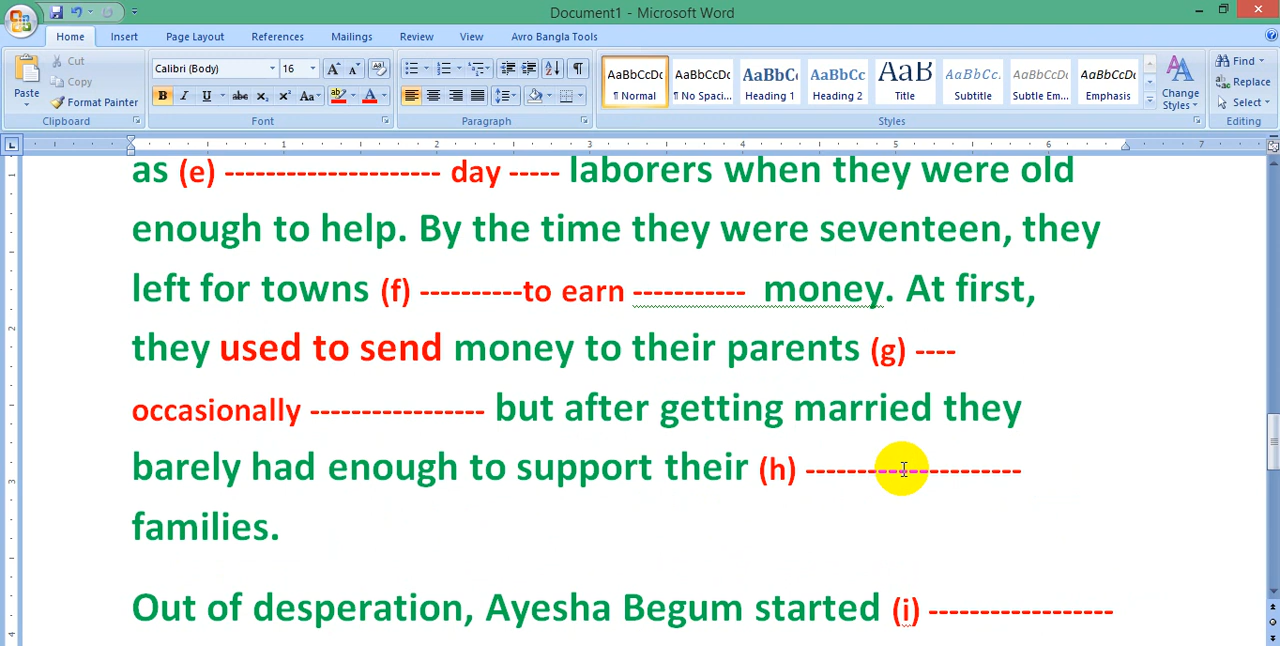 Document1 - Microsoft Word
Home Insert Page Layout References Mailings Review View Avro Bangla Tools
Paste Cut Copy Format Painter Clipboard
Calibri (Body) 16 Font
Paragraph
AaBbCcDc ¶ Normal AaBbCcDc ¶ No Spaci... AaBbCc Heading 1 AaBbCc Heading 2 AaB Title AaBbCc. Subtitle AaBbCcDc Subtle Em... AaBbCcDc Emphasis Change Styles Styles
Find Replace Select Editing
as (e) --------------------- day ----- laborers when they were old
enough to help. By the time they were seventeen, they
left for towns (f) ----------to earn ----------- money. At first,
they used to send money to their parents (g) ----
occasionally ----------------- but after getting married they
barely had enough to support their (h) ---------------------
families.
Out of desperation, Ayesha Begum started (i) ------------------